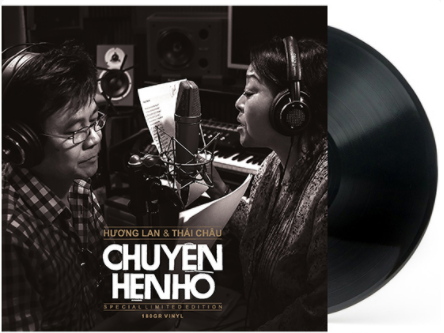 HƯƠNG LAN & THÁI CHÂU
CHUYỆN
HẸN HÒ
SPECIAL LIMITED EDITION
180GR VINYL